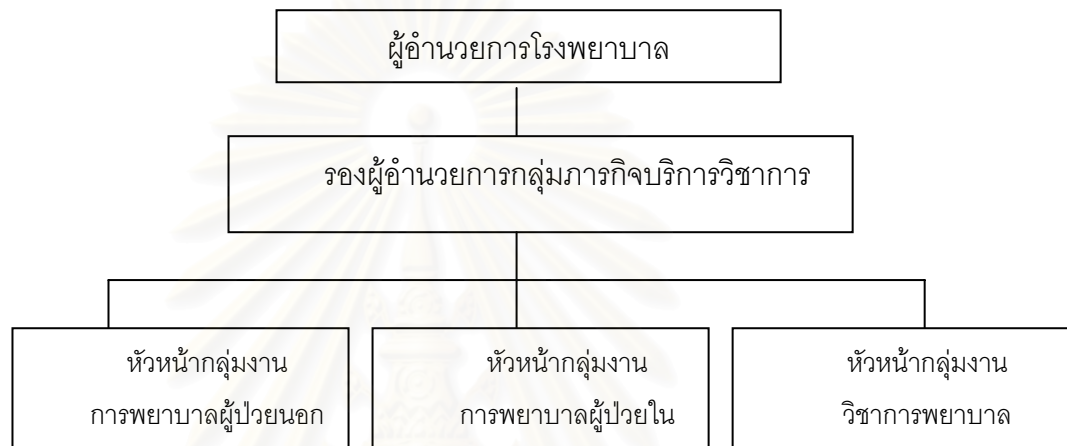 ผู้อำนวยการโรงพยาบาล
รองผู้อำนวยการกลุ่มภารกิจบริการวิชาการ
หัวหน้ากลุ่มงาน
การพยาบาลผู้ป่วยนอก
หัวหน้ากลุ่มงาน
การพยาบาลผู้ป่วยใน
หัวหน้ากลุ่มงาน
วิชาการพยาบาล